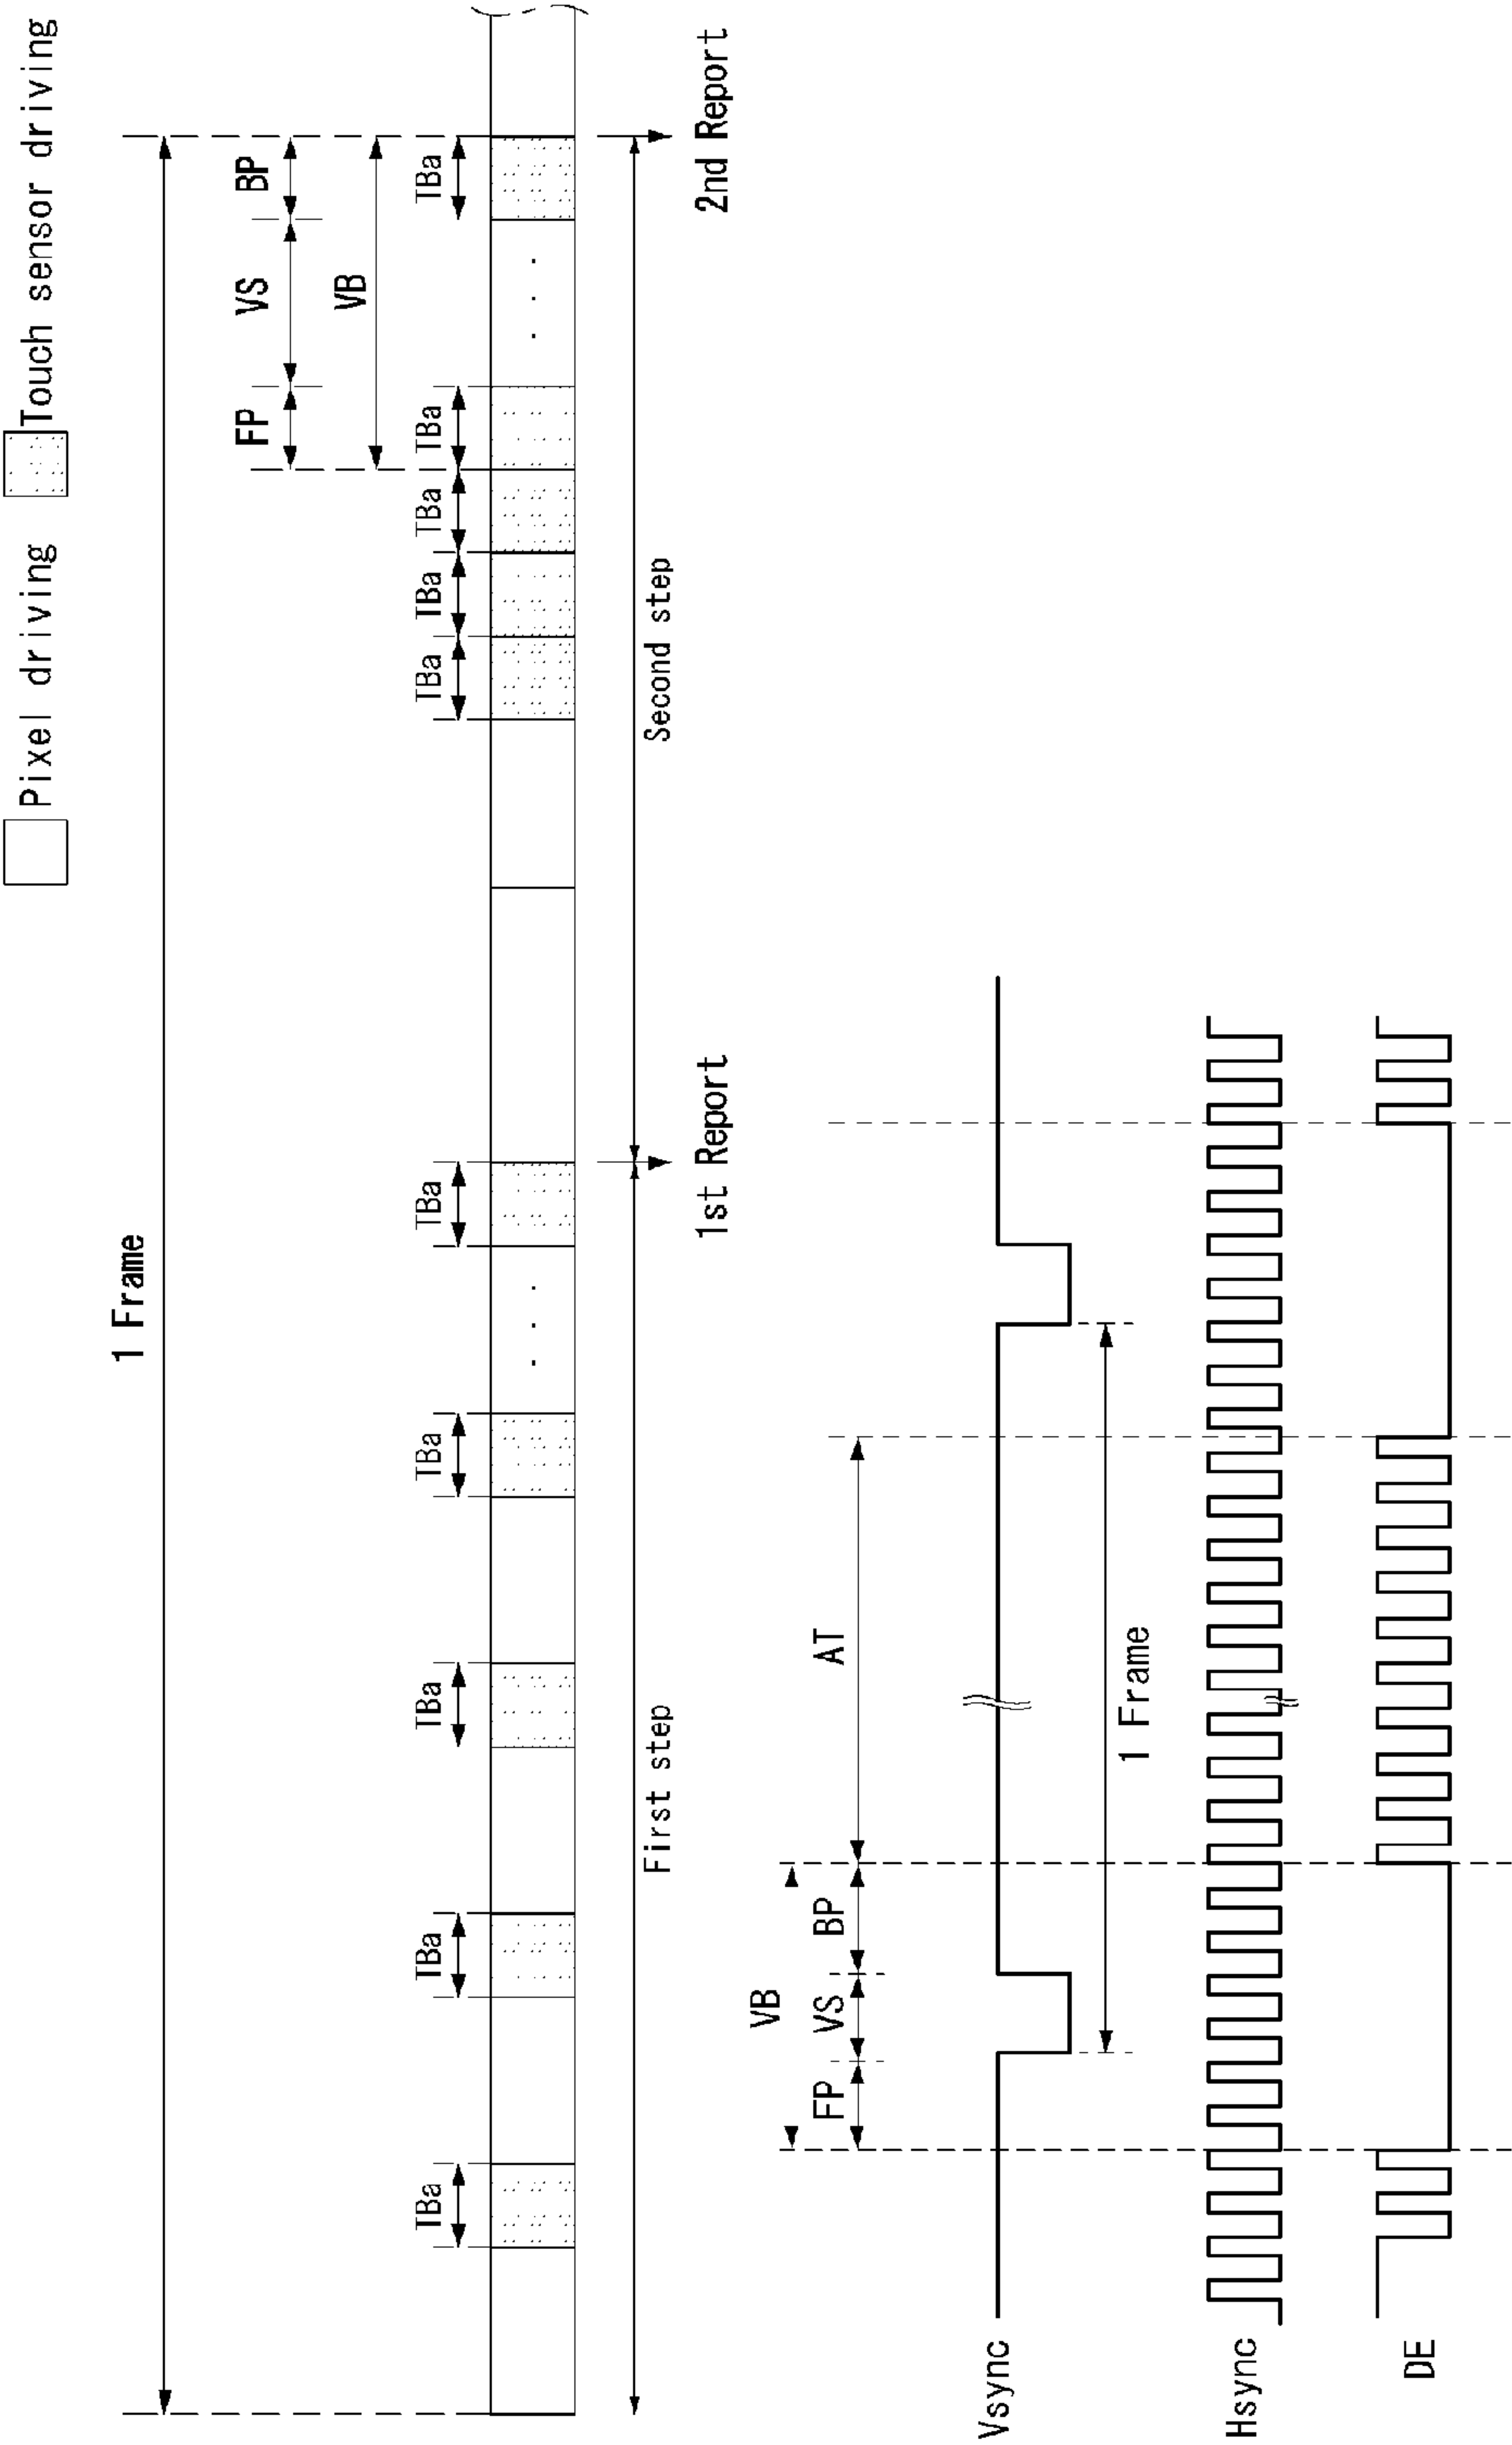 Pixel driving
Touch sensor driving
1 Frame
FP
VS
BP
VB
TBa
TBa
TBa
TBa
TBa
TBa
TBa
TBa
TBa
TBa
First step
Second step
1st Report
2nd Report
VB
FP
VS
BP
AT
Vsync
1 Frame
Hsync
DE